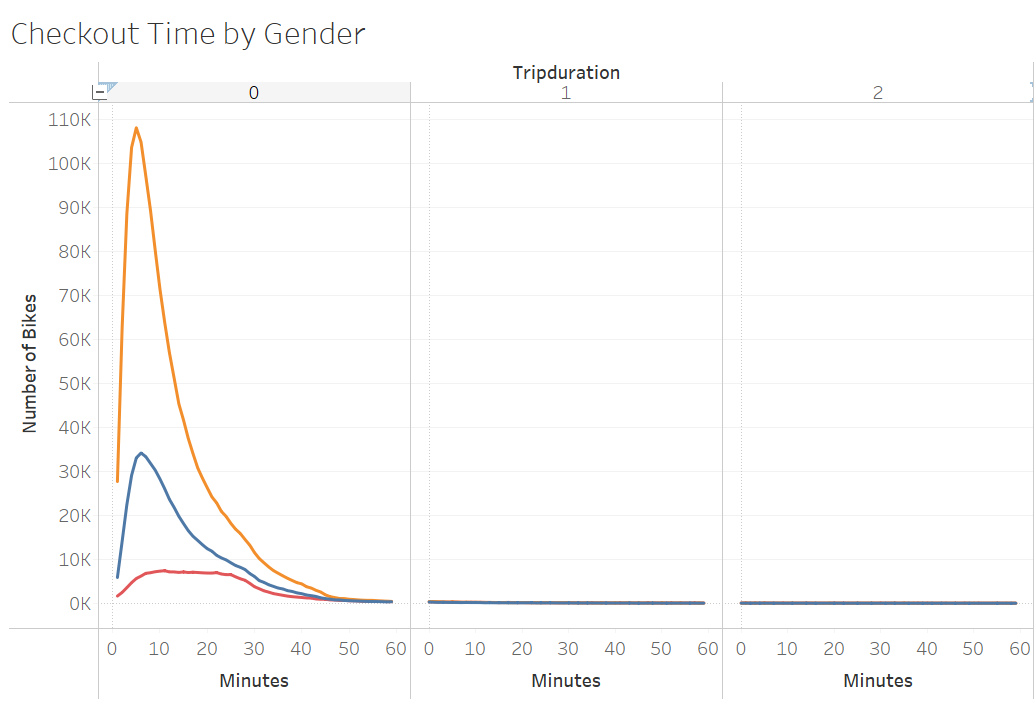 Checkout Time by Gender
Tripduration
0 1 2
110K
100K
90K
80K
70K
60K
50K
40K
30K
20K
10K
0K
Number of Bikes
0 10 20 30 40 50 60 0 10 20 30 40 50 60 0 10 20 30 40 50 60
Minutes Minutes Minutes